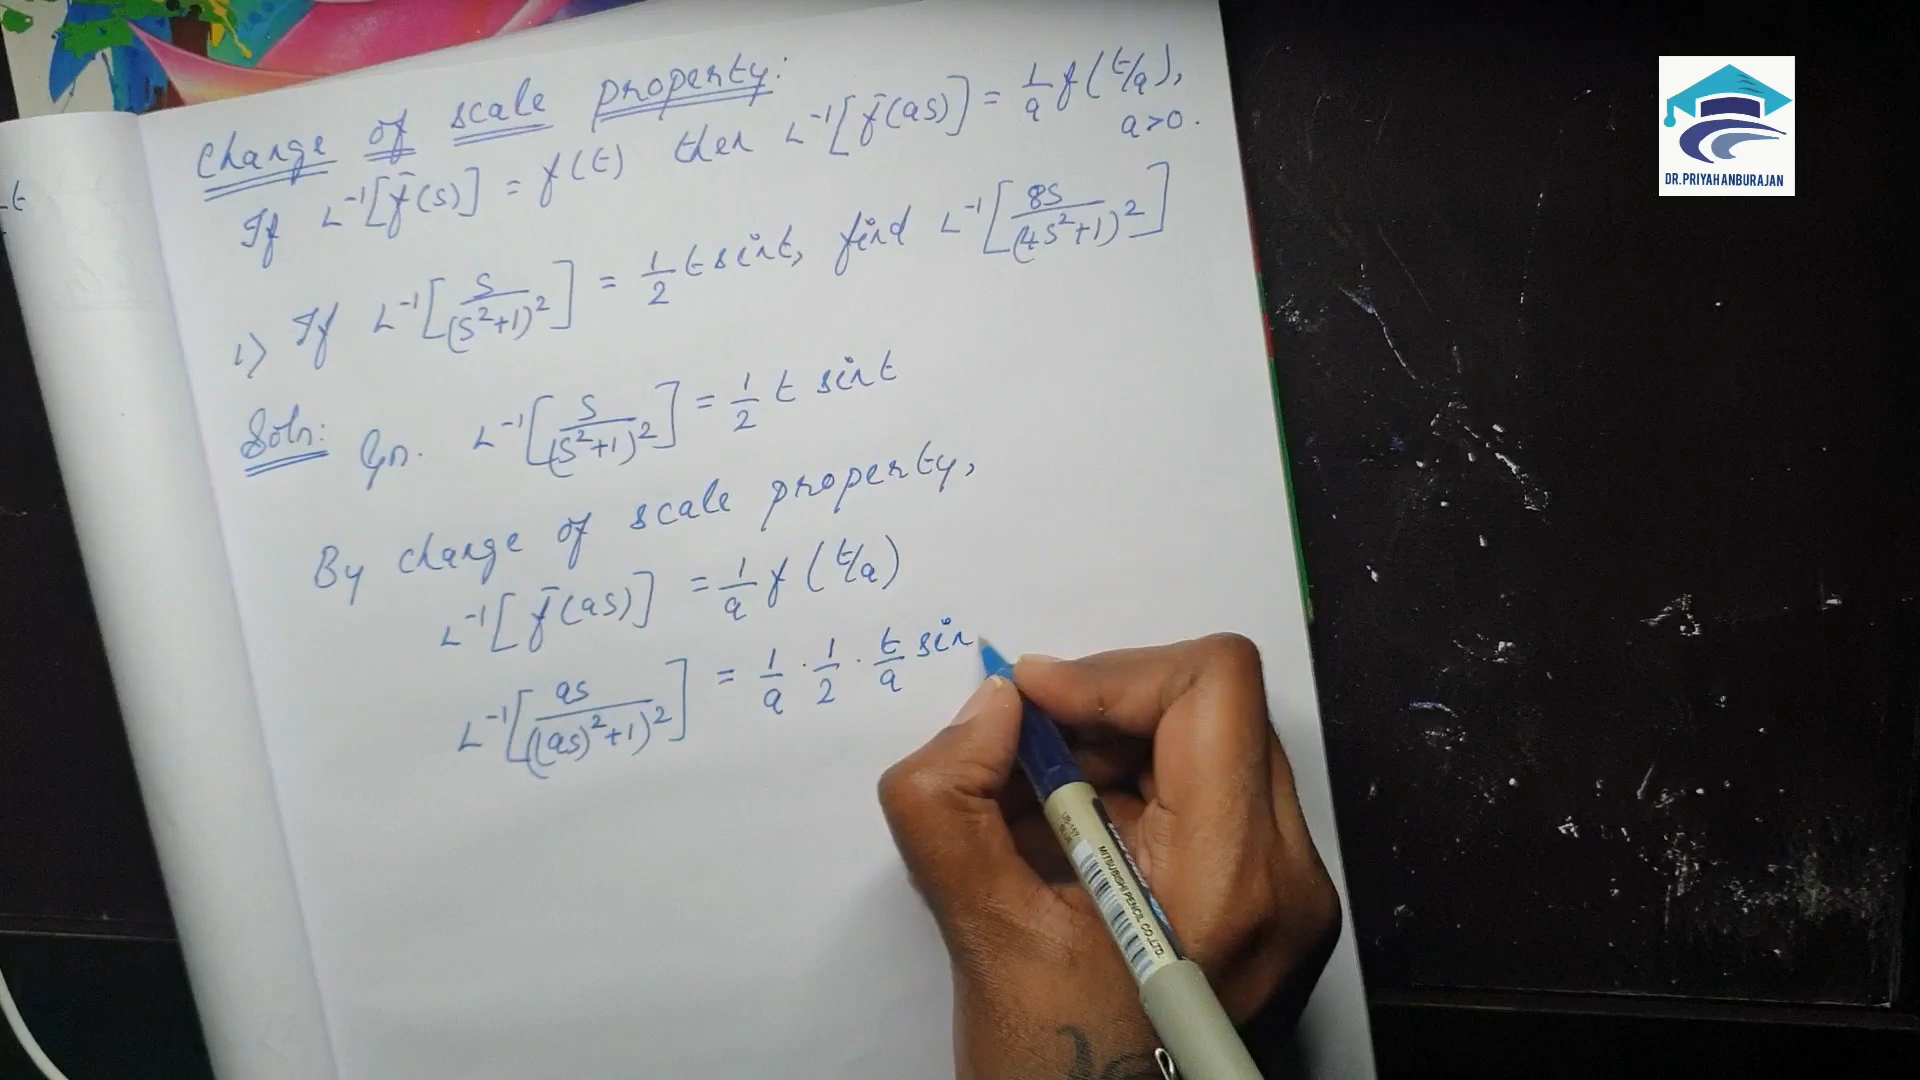 Change of scale property:
If L⁻¹[f̄(s)] = f(t) then L⁻¹[f̄(as)] = 1/a f(t/a), a>0.
1) If L⁻¹[s/(s²+1)²] = 1/2 t sint, find L⁻¹[8s/(4s²+1)²]
Soln: Gn. L⁻¹[s/(s²+1)²] = 1/2 t sint
By change of scale property,
L⁻¹[f̄(as)] = 1/a f(t/a)
L⁻¹[as/((as)²+1)²] = 1/a · 1/2 · t/a sin
DR.PRIYAHANBURAJAN
MITSUBISHI PENCIL CO.,LTD.